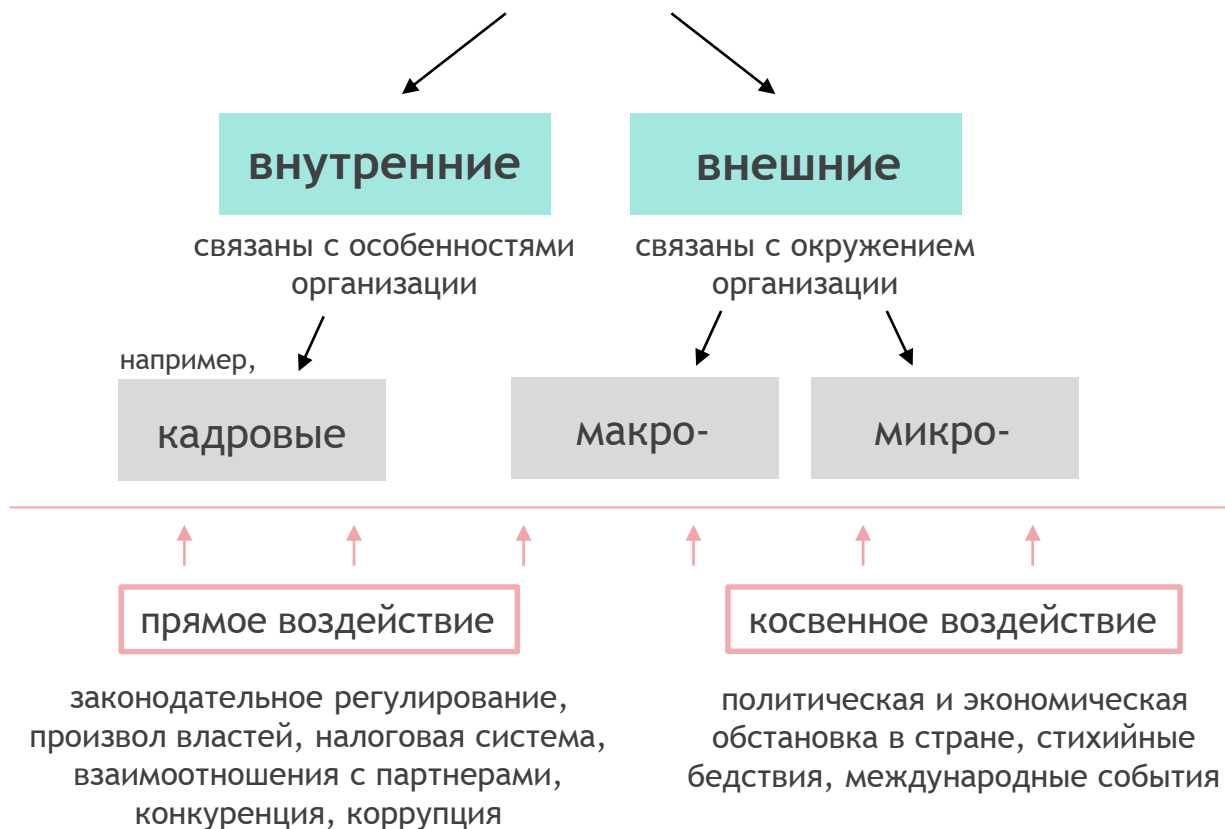 внутренние
внешние
связаны с особенностями
организации
связаны с окружением
организации
например,
кадровые
макро-
микро-
прямое воздействие
косвенное воздействие
законодательное регулирование,
произвол властей, налоговая система,
взаимоотношения с партнерами,
конкуренция, коррупция
политическая и экономическая
обстановка в стране, стихийные
бедствия, международные события